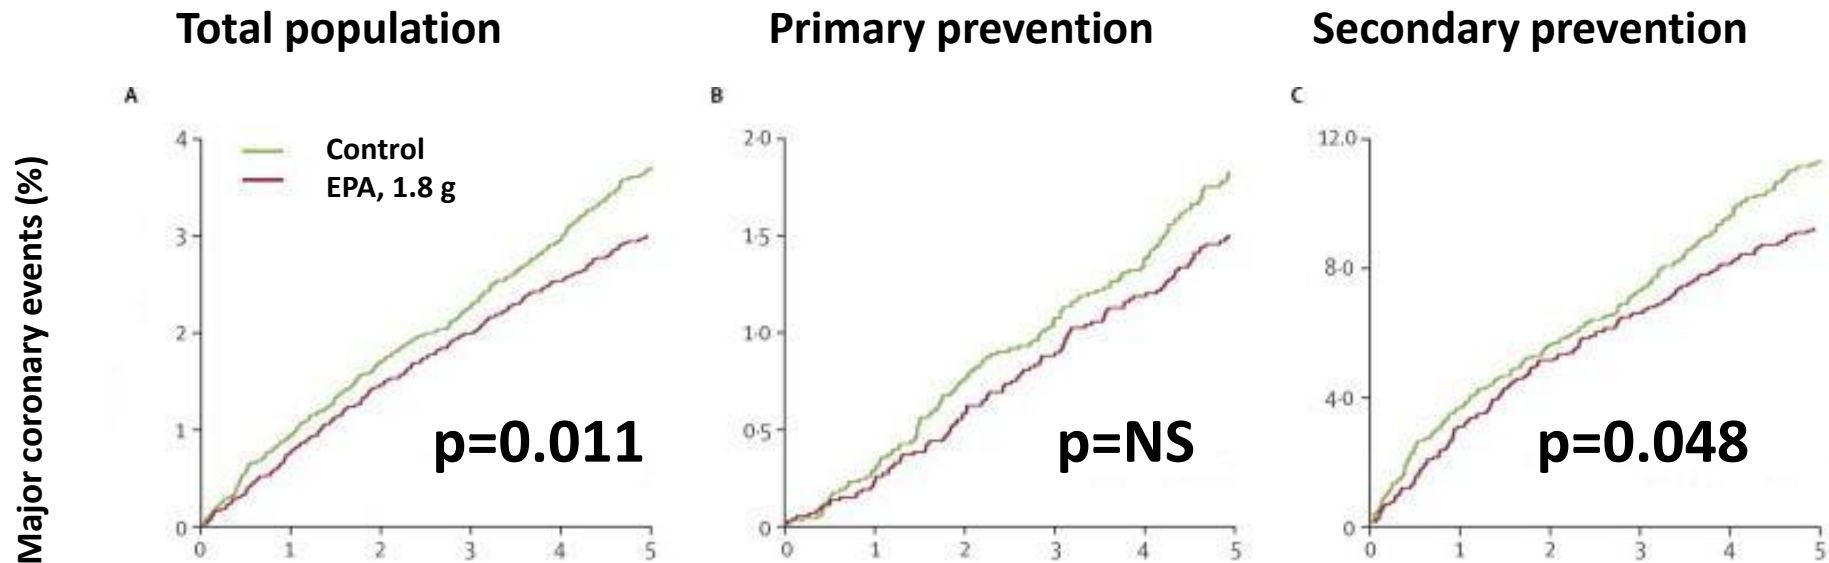 Total population
Primary prevention
Secondary prevention
Major coronary events (%)
A
4
3
2
1
0
0 1 2 3 4 5
Control
EPA, 1.8 g
p=0.011
B
2·0
1·5
1·0
0·5
0
0 1 2 3 4 5
p=NS
C
12.0
8·0
4·0
0
0 1 2 3 4 5
p=0.048